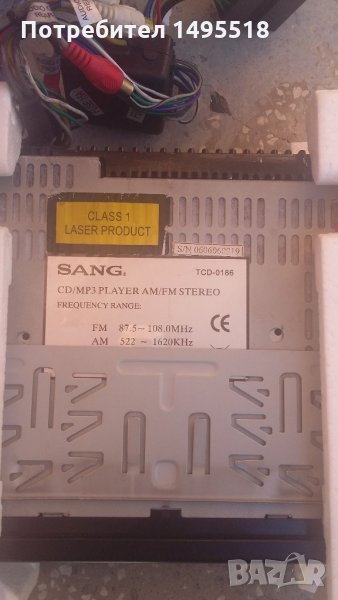 Потребител 1495518
CLASS 1
LASER PRODUCT
SANG. TCD-0186
CD/MP3 PLAYER AM/FM STEREO
FREQUENCY RANGE:
FM 87.5~108.0MHz
AM 522 ~ 1620KHz
CE
BAZAR